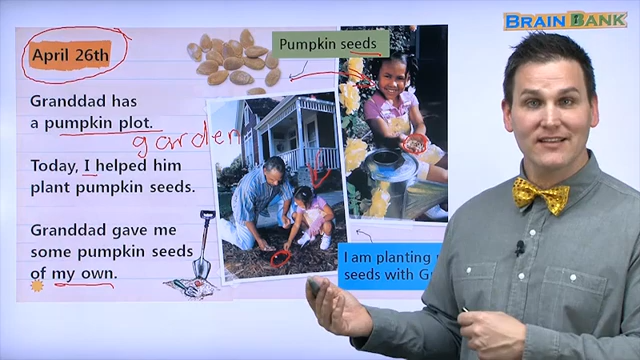 BRAIN BANK
April 26th
Pumpkin seeds
Granddad has
a pumpkin plot.
garden
Today, I helped him
plant pumpkin seeds.
Granddad gave me
some pumpkin seeds
of my own.
I am planting
seeds with